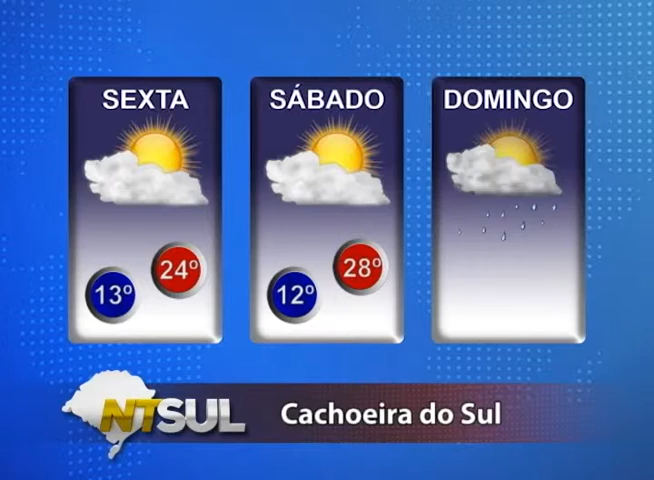 SEXTA
24º
13º
SÁBADO
28º
12º
DOMINGO
NTSUL
Cachoeira do Sul